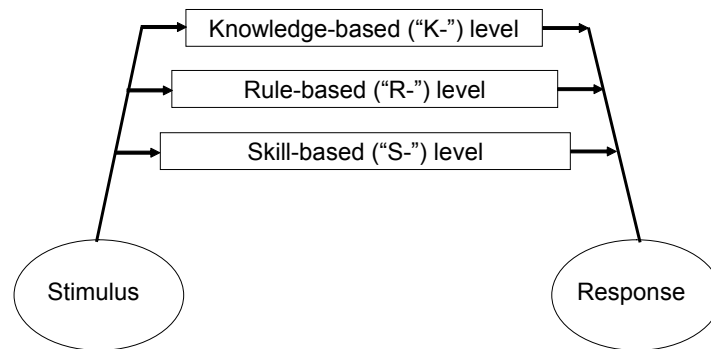 Knowledge-based (“K-”) level
Rule-based (“R-”) level
Skill-based (“S-”) level
Stimulus
Response